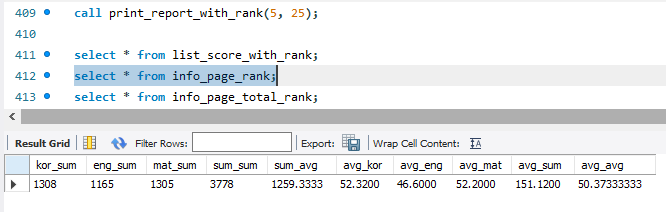 409 call print_report_with_rank(5, 25);
410
411 select * from list_score_with_rank;
412 select * from info_page_rank;
413 select * from info_page_total_rank;
Result Grid Filter Rows: Export: Wrap Cell Content:
kor_sum eng_sum mat_sum sum_sum sum_avg avg_kor avg_eng avg_mat avg_sum avg_avg
1308 1165 1305 3778 1259.3333 52.3200 46.6000 52.2000 151.1200 50.37333333